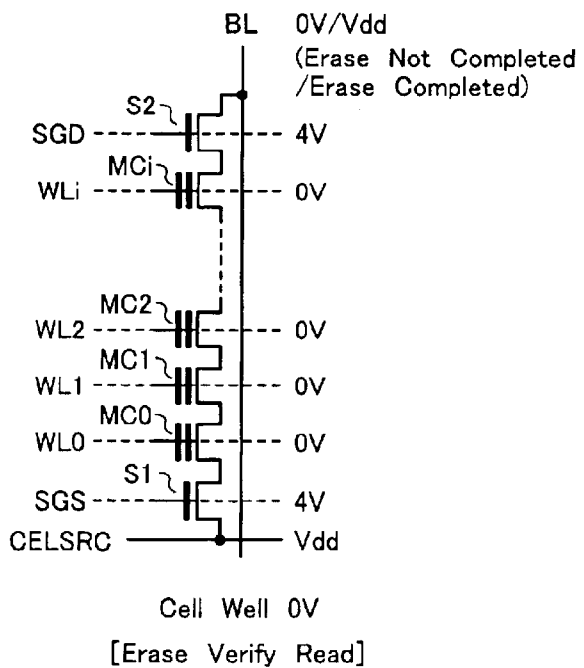 BL 0V/Vdd
(Erase Not Completed
/Erase Completed)
S2
SGD 4V
MCi
WLi 0V
MC2
WL2 0V
MC1
WL1 0V
MC0
WL0 0V
S1
SGS 4V
CELSRC Vdd
Cell Well 0V
[Erase Verify Read]